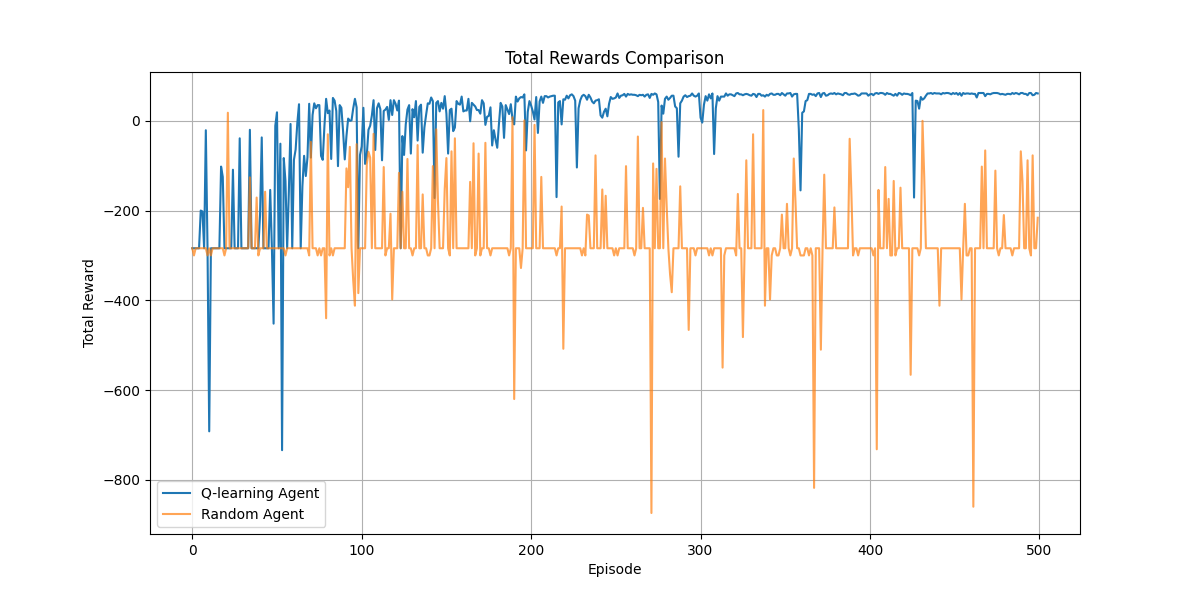 Total Rewards Comparison
Total Reward
0
−200
−400
−600
−800
Q-learning Agent
Random Agent
0 100 200 300 400 500
Episode